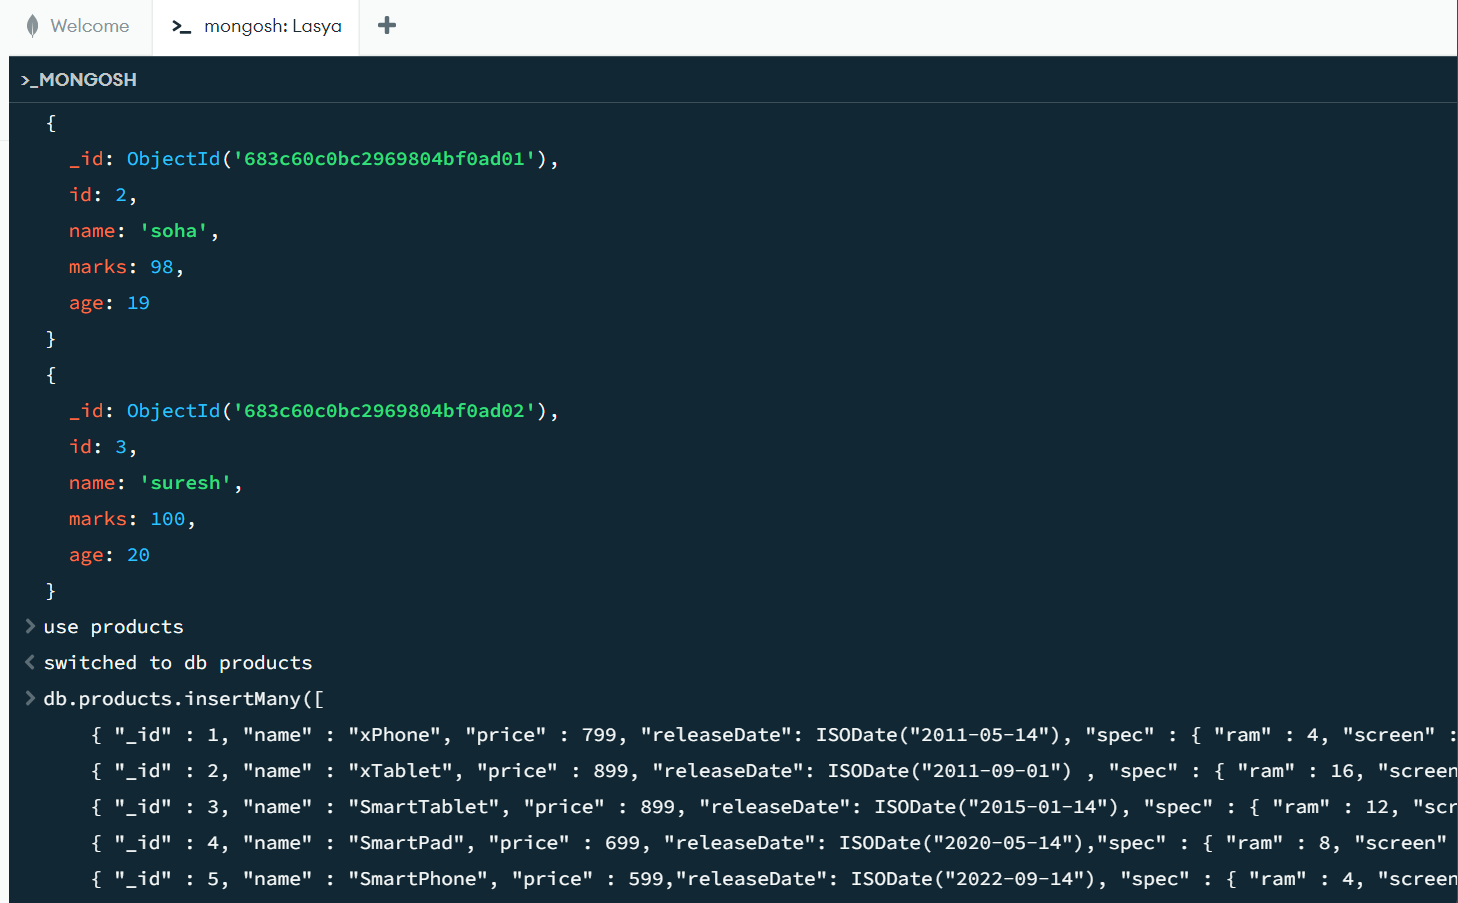 Welcome
>_ mongosh: Lasya +
>_MONGOSH
{
_id: ObjectId('683c60c0bc2969804bf0ad01'),
id: 2,
name: 'soha',
marks: 98,
age: 19
}
{
_id: ObjectId('683c60c0bc2969804bf0ad02'),
id: 3,
name: 'suresh',
marks: 100,
age: 20
}
> use products
< switched to db products
> db.products.insertMany([
{ "_id" : 1, "name" : "xPhone", "price" : 799, "releaseDate": ISODate("2011-05-14"), "spec" : { "ram" : 4, "screen" :
{ "_id" : 2, "name" : "xTablet", "price" : 899, "releaseDate": ISODate("2011-09-01") , "spec" : { "ram" : 16, "screen
{ "_id" : 3, "name" : "SmartTablet", "price" : 899, "releaseDate": ISODate("2015-01-14"), "spec" : { "ram" : 12, "scr
{ "_id" : 4, "name" : "SmartPad", "price" : 699, "releaseDate": ISODate("2020-05-14"),"spec" : { "ram" : 8, "screen"
{ "_id" : 5, "name" : "SmartPhone", "price" : 599,"releaseDate": ISODate("2022-09-14"), "spec" : { "ram" : 4, "screen